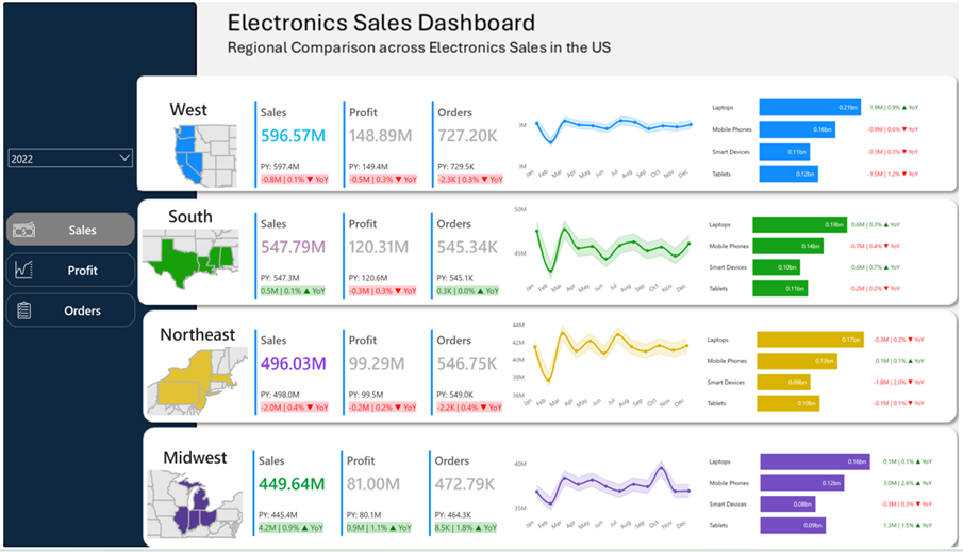 Electronics Sales Dashboard
Regional Comparison across Electronics Sales in the US
2022
Sales
Profit
Orders
West
Sales
596.57M
PY: 597.4M
-0.8M | 0.1% ▼ YoY
Profit
148.89M
PY: 149.4M
-0.5M | 0.3% ▼ YoY
Orders
727.20K
PY: 729.5K
-2.3K | 0.3% ▼ YoY
Jan Feb Mar Apr May Jun Jul Aug Sep Oct Nov Dec
Laptops 0.21bn 1.9M | 0.9% ▲ YoY
Mobile Phones 0.16bn -0.9M | 0.6% ▼ YoY
Smart Devices 0.11bn -0.3M | 0.3% ▼ YoY
Tablets 0.12bn -1.5M | 1.2% ▼ YoY
South
Sales
547.79M
PY: 547.3M
0.5M | 0.1% ▲ YoY
Profit
120.31M
PY: 120.6M
-0.3M | 0.3% ▼ YoY
Orders
545.34K
PY: 545.1K
0.3K | 0.0% ▲ YoY
50M
45M
Jan Feb Mar Apr May Jun Jul Aug Sep Oct Nov Dec
Laptops 0.19bn 0.6M | 0.3% ▲ YoY
Mobile Phones 0.14bn -0.7M | 0.4% ▼ YoY
Smart Devices 0.10bn 0.6M | 0.7% ▲ YoY
Tablets 0.11bn -0.2M | 0.2% ▼ YoY
Northeast
Sales
496.03M
PY: 498.0M
-2.0M | 0.4% ▼ YoY
Profit
99.29M
PY: 99.5M
-0.2M | 0.2% ▼ YoY
Orders
546.75K
PY: 549.0K
-2.2K | 0.4% ▼ YoY
44M
42M
40M
38M
36M
Jan Feb Mar Apr May Jun Jul Aug Sep Oct Nov Dec
Laptops 0.17bn -0.3M | 0.2% ▼ YoY
Mobile Phones 0.13bn 0.1M | 0.1% ▲ YoY
Smart Devices -1.8M | 2.0% ▼ YoY
Tablets 0.10bn -0.1M | 0.1% ▼ YoY
Midwest
Sales
449.64M
PY: 445.4M
4.2M | 0.9% ▲ YoY
Profit
81.00M
PY: 80.1M
0.9M | 1.1% ▲ YoY
Orders
472.79K
PY: 464.3K
8.5K | 1.8% ▲ YoY
40M
35M
Jan Feb Mar Apr May Jun Jul Aug Sep Oct Nov Dec
Laptops 0.16bn 0.1M | 0.1% ▲ YoY
Mobile Phones 0.12bn 3.0M | 2.6% ▲ YoY
Smart Devices 0.08bn -0.3M | 0.3% ▼ YoY
Tablets 0.09bn 1.3M | 1.5% ▲ YoY